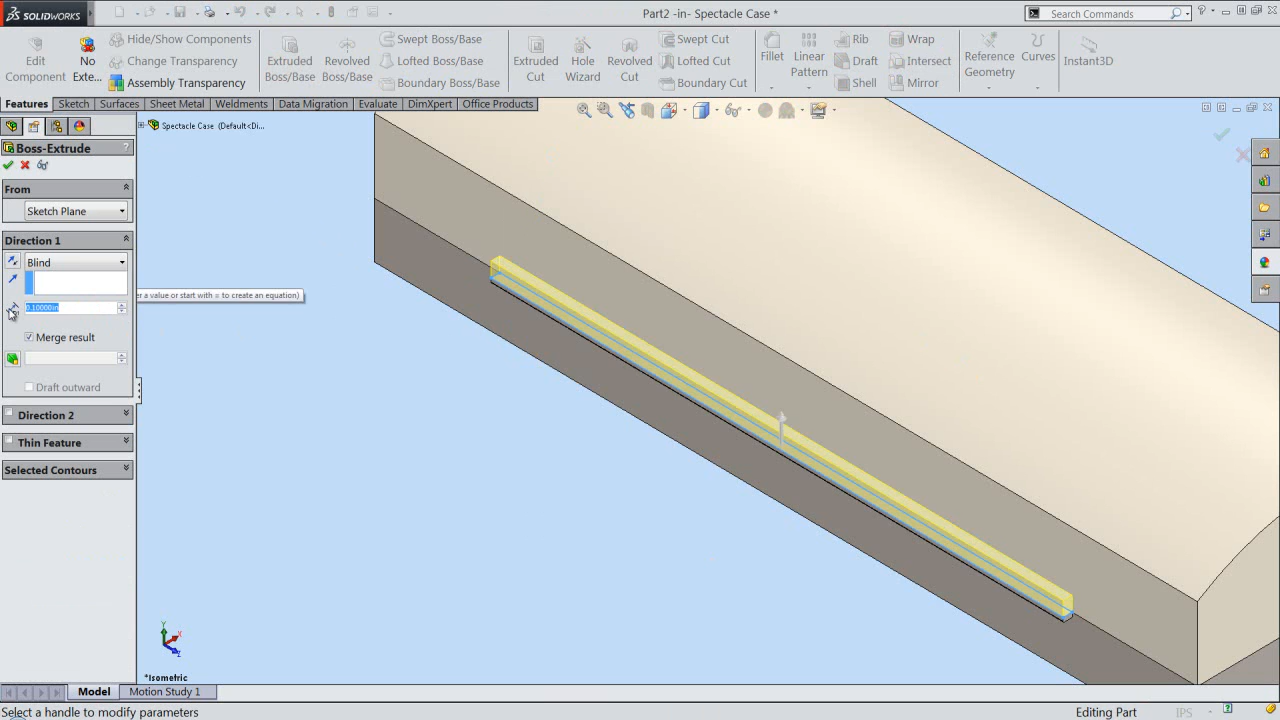 SOLIDWORKS
Part2 -in- Spectacle Case *
Search Commands
Edit Component
No Exte...
Hide/Show Components
Change Transparency
Assembly Transparency
Extruded Boss/Base
Revolved Boss/Base
Swept Boss/Base
Lofted Boss/Base
Boundary Boss/Base
Extruded Cut
Hole Wizard
Revolved Cut
Swept Cut
Lofted Cut
Boundary Cut
Fillet
Linear Pattern
Rib
Draft
Shell
Wrap
Intersect
Mirror
Reference Geometry
Curves
Instant3D
Features
Sketch
Surfaces
Sheet Metal
Weldments
Data Migration
Evaluate
DimXpert
Office Products
Spectacle Case (Default<Di...
Boss-Extrude
?
From
Sketch Plane
Direction 1
Blind
er a value or start with = to create an equation)
0.10000in
Merge result
Draft outward
Direction 2
Thin Feature
Selected Contours
Y
X
Z
*Isometric
Model
Motion Study 1
Select a handle to modify parameters
Editing Part
IPS